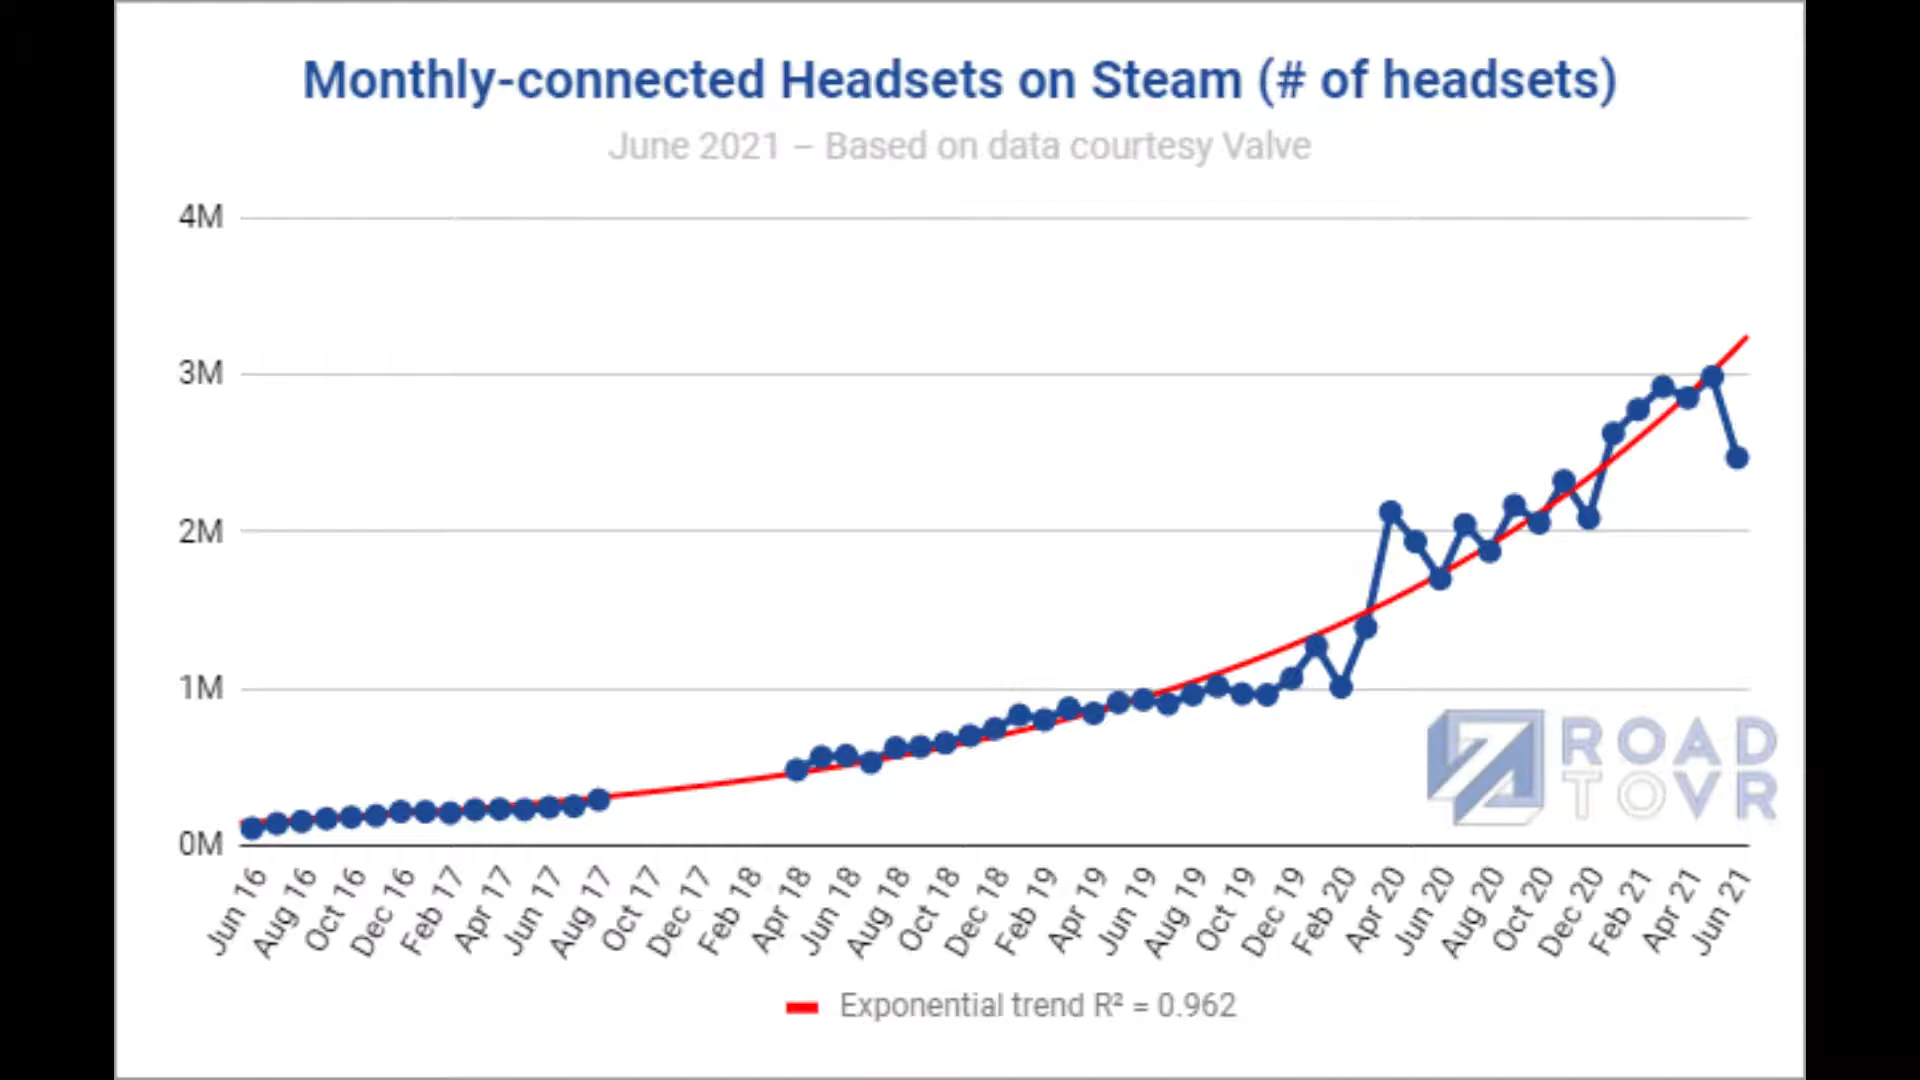 Monthly-connected Headsets on Steam (# of headsets)
June 2021 – Based on data courtesy Valve
4M
3M
2M
1M
0M
Jun 16
Aug 16
Oct 16
Dec 16
Feb 17
Apr 17
Jun 17
Aug 17
Oct 17
Dec 17
Feb 18
Apr 18
Jun 18
Aug 18
Oct 18
Dec 18
Feb 19
Apr 19
Jun 19
Aug 19
Oct 19
Dec 19
Feb 20
Apr 20
Jun 20
Aug 20
Oct 20
Dec 20
Feb 21
Apr 21
Jun 21
ROAD
TOVR
Exponential trend R² = 0.962